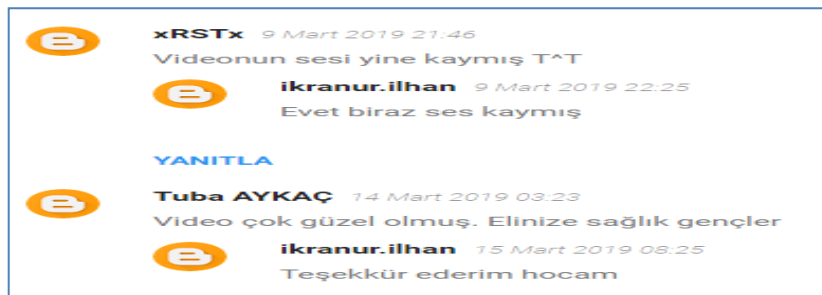 xRSTx 9 Mart 2019 21:46
Videonun sesi yine kaymış T^T
ikranur.ilhan 9 Mart 2019 22:25
Evet biraz ses kaymış
YANITLA
Tuba AYKAÇ 14 Mart 2019 03:23
Video çok güzel olmuş. Elinize sağlık gençler
ikranur.ilhan 15 Mart 2019 08:25
Teşekkür ederim hocam